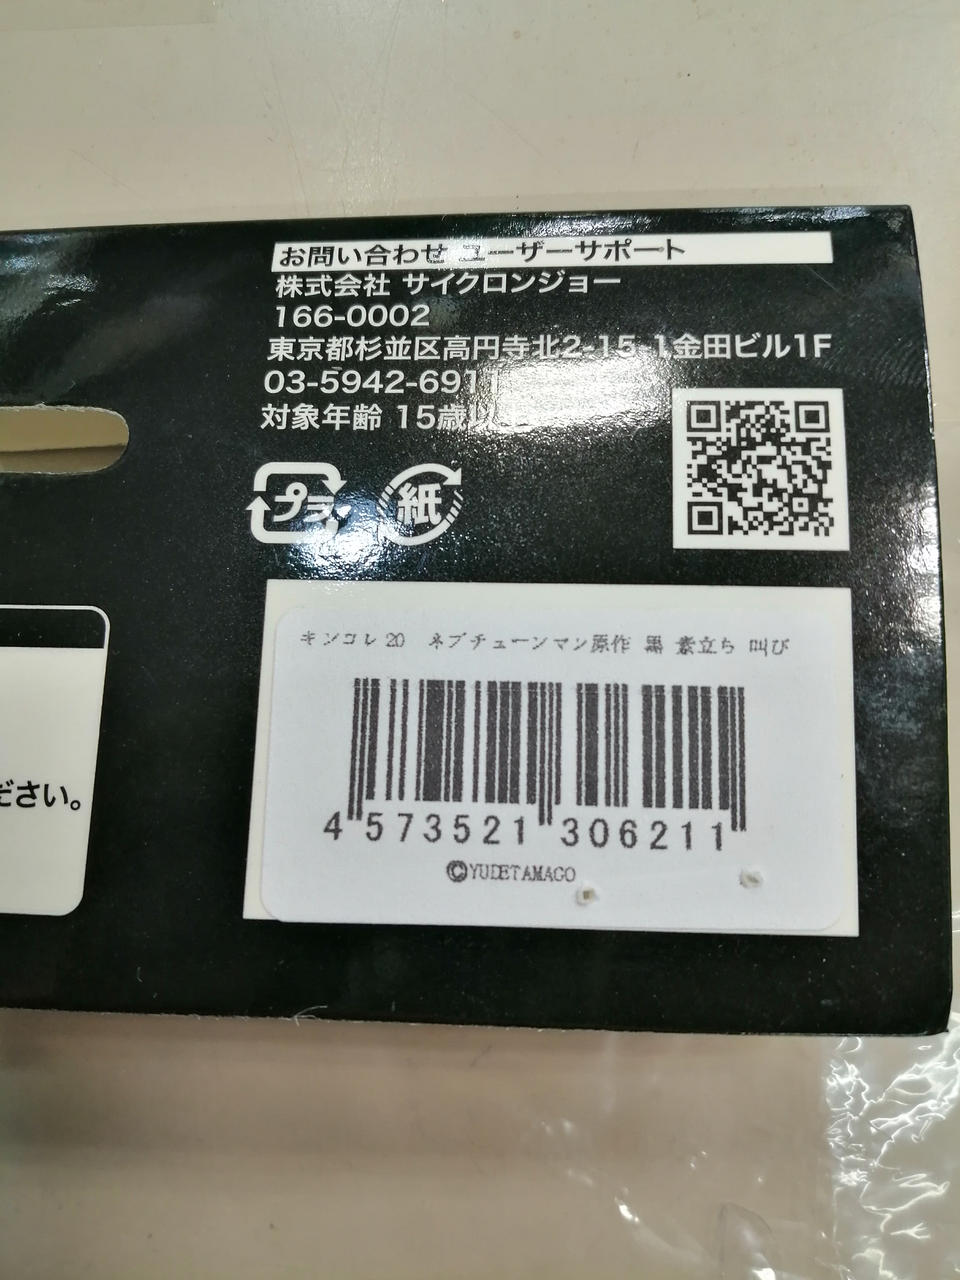 お問い合わせ ユーザーサポート
株式会社 サイクロンジョー
166-0002
東京都杉並区高円寺北2-15-1金田ビル1F
03-5942-6911
対象年齢 15歳以
プラ
紙
ださい。
キンコレ20 ネプチューンマン原作 黒 素立ち 叫び
4 573521 306211
©YUDETAMAGO